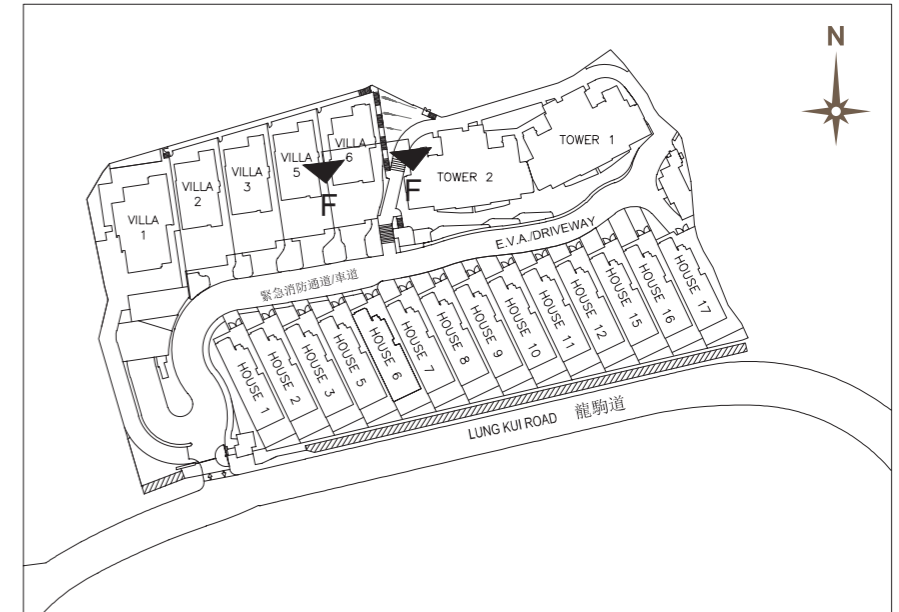 N
TOWER 1
TOWER 2
VILLA
6
VILLA
5
VILLA
3
VILLA
2
VILLA
1
F
F
E.V.A./DRIVEWAY
緊急消防通道/車道
HOUSE 1
HOUSE 2
HOUSE 3
HOUSE 5
HOUSE 6
HOUSE 7
HOUSE 8
HOUSE 9
HOUSE 10
HOUSE 11
HOUSE 12
HOUSE 15
HOUSE 16
HOUSE 17
LUNG KUI ROAD 龍駒道